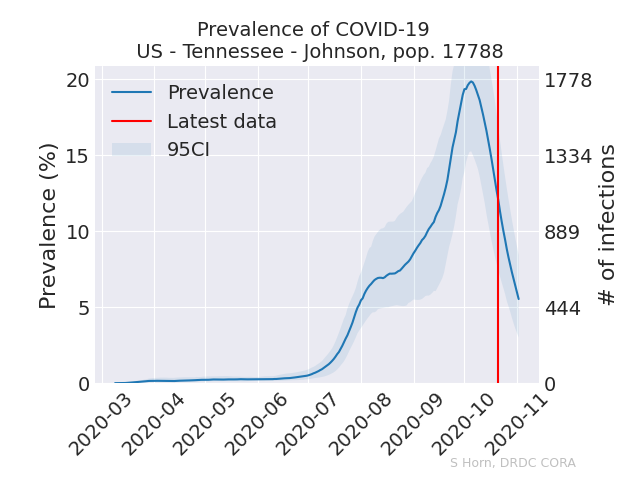 Prevalence of COVID-19
US - Tennessee - Johnson, pop. 17788
Prevalence
Latest data
95CI
Prevalence (%)
20
15
10
5
0
1778
1334
889
444
0
# of infections
2020-03
2020-04
2020-05
2020-06
2020-07
2020-08
2020-09
2020-10
2020-11
S Horn, DRDC CORA